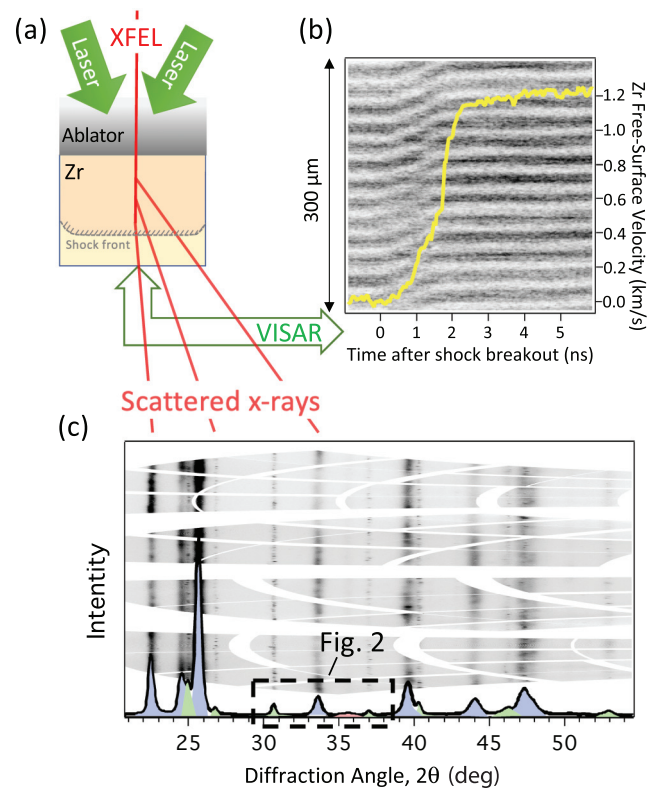 (a)
XFEL
Laser
Laser
Ablator
Zr
Shock front
VISAR
Scattered x-rays
(b)
300 μm
1.2
1.0
0.8
0.6
0.4
0.2
0.0
Zr Free-Surface Velocity (km/s)
0 1 2 3 4 5
Time after shock breakout (ns)
(c)
Intentity
Fig. 2
25 30 35 40 45 50
Diffraction Angle, 2θ (deg)